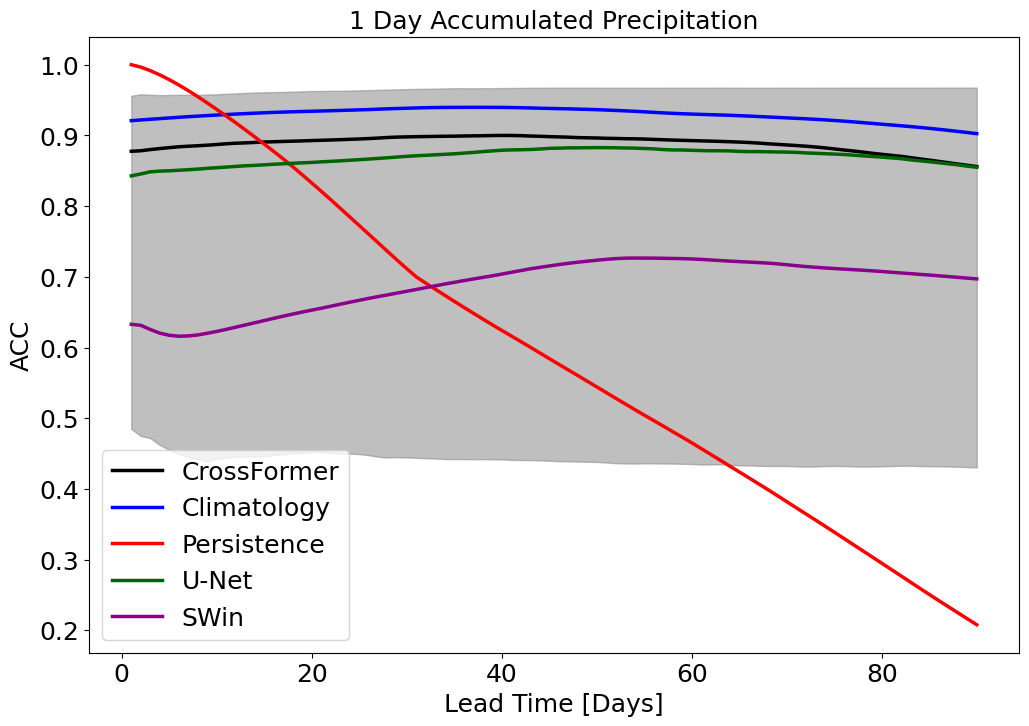 1 Day Accumulated Precipitation
ACC
1.0
0.9
0.8
0.7
0.6
0.5
0.4
0.3
0.2
CrossFormer
Climatology
Persistence
U-Net
SWin
0 20 40 60 80
Lead Time [Days]